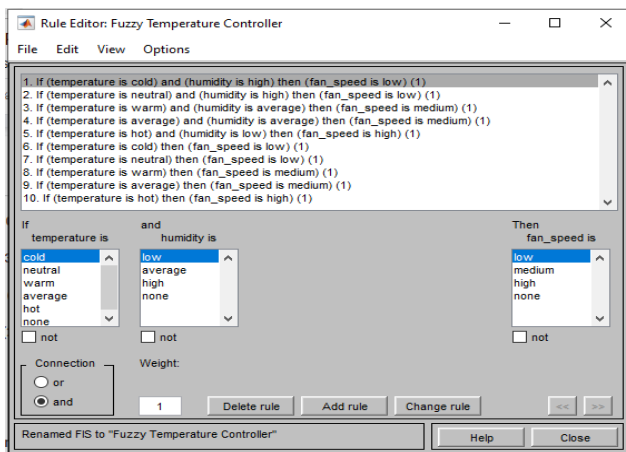 Rule Editor: Fuzzy Temperature Controller
File Edit View Options
1. If (temperature is cold) and (humidity is high) then (fan_speed is low) (1)
2. If (temperature is neutral) and (humidity is high) then (fan_speed is low) (1)
3. If (temperature is warm) and (humidity is average) then (fan_speed is medium) (1)
4. If (temperature is average) and (humidity is average) then (fan_speed is medium) (1)
5. If (temperature is hot) and (humidity is low) then (fan_speed is high) (1)
6. If (temperature is cold) then (fan_speed is low) (1)
7. If (temperature is neutral) then (fan_speed is low) (1)
8. If (temperature is warm) then (fan_speed is medium) (1)
9. If (temperature is average) then (fan_speed is medium) (1)
10. If (temperature is hot) then (fan_speed is high) (1)
If and Then
temperature is humidity is fan_speed is
cold low low
neutral average medium
warm high high
average none none
hot
none
not not not
Connection Weight:
or
and 1 Delete rule Add rule Change rule << >>
Renamed FIS to "Fuzzy Temperature Controller" Help Close